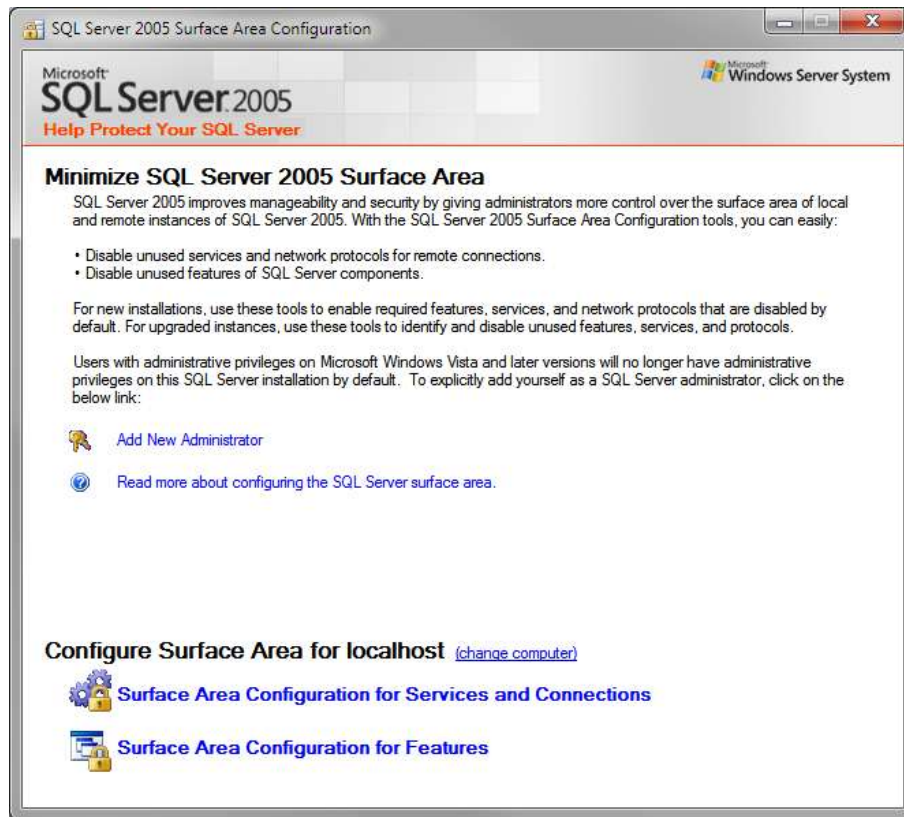 SQL Server 2005 Surface Area Configuration
Microsoft
SQL Server 2005
Help Protect Your SQL Server
Microsoft
Windows Server System
Minimize SQL Server 2005 Surface Area
SQL Server 2005 improves manageability and security by giving administrators more control over the surface area of local
and remote instances of SQL Server 2005. With the SQL Server 2005 Surface Area Configuration tools, you can easily:
• Disable unused services and network protocols for remote connections.
• Disable unused features of SQL Server components.
For new installations, use these tools to enable required features, services, and network protocols that are disabled by
default. For upgraded instances, use these tools to identify and disable unused features, services, and protocols.
Users with administrative privileges on Microsoft Windows Vista and later versions will no longer have administrative
privileges on this SQL Server installation by default. To explicitly add yourself as a SQL Server administrator, click on the
below link:
Add New Administrator
Read more about configuring the SQL Server surface area.
Configure Surface Area for localhost (change computer)
Surface Area Configuration for Services and Connections
Surface Area Configuration for Features